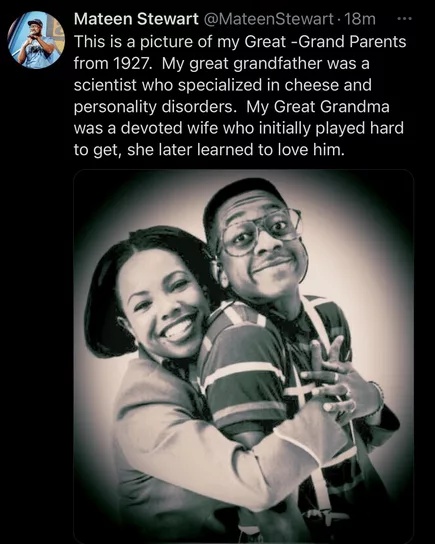 Mateen Stewart @MateenStewart · 18m
This is a picture of my Great -Grand Parents
from 1927.  My great grandfather was a
scientist who specialized in cheese and
personality disorders.  My Great Grandma
was a devoted wife who initially played hard
to get, she later learned to love him.